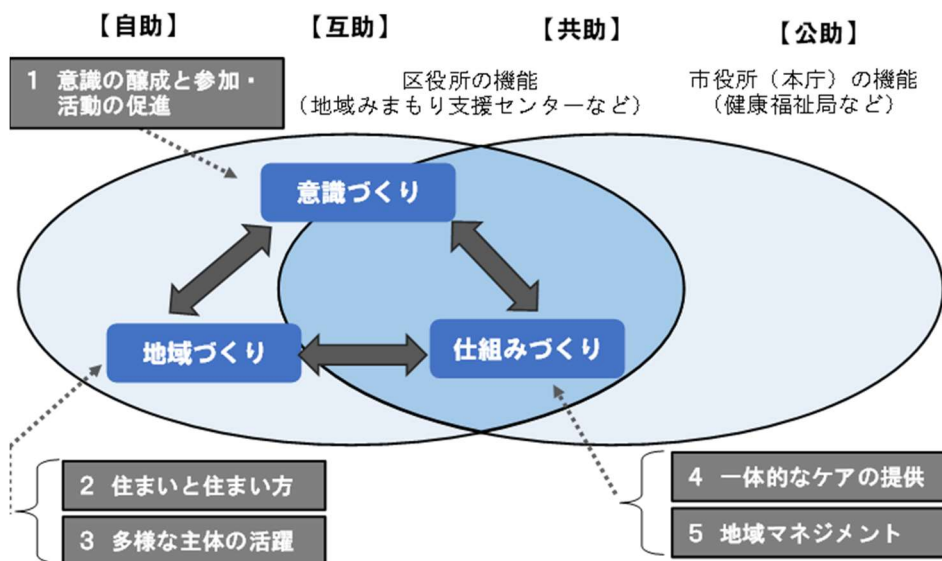 【自助】 【互助】 【共助】 【公助】
1 意識の醸成と参加・
活動の促進
区役所の機能
（地域みまもり支援センターなど）
市役所（本庁）の機能
（健康福祉局など）
意識づくり
地域づくり
仕組みづくり
2 住まいと住まい方
3 多様な主体の活躍
4 一体的なケアの提供
5 地域マネジメント